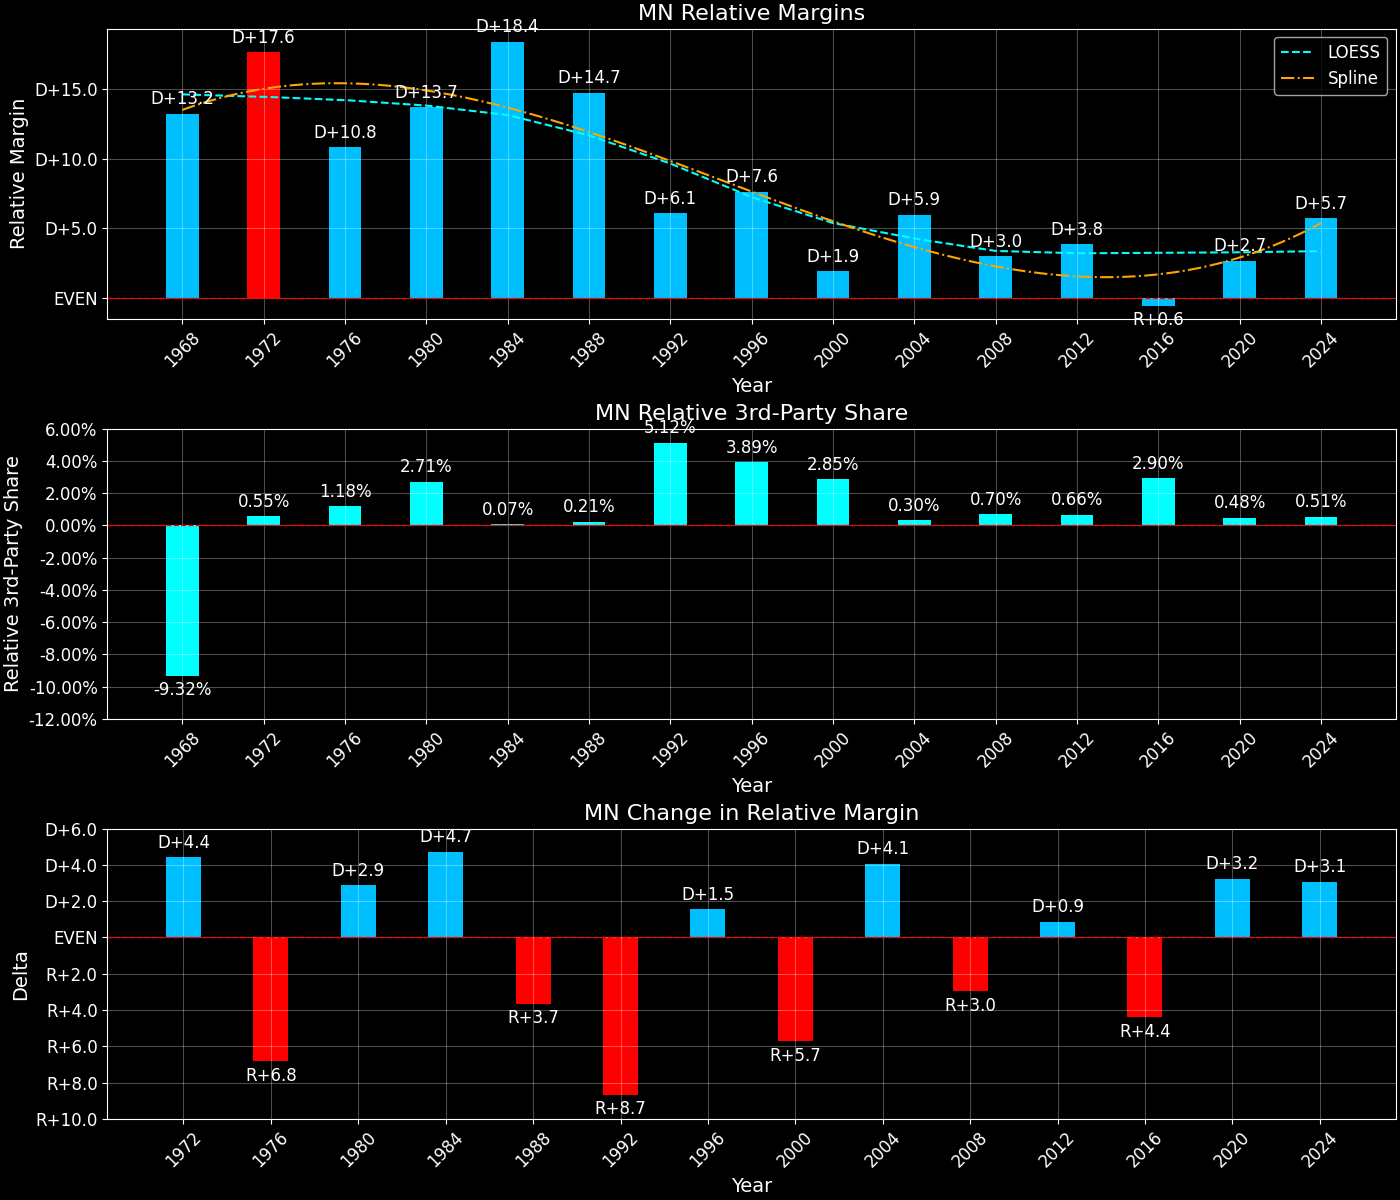 MN Relative Margins
Relative Margin
D+15.0
D+10.0
D+5.0
EVEN
D+13.2
D+17.6
D+10.8
D+13.7
D+18.4
D+14.7
D+6.1
D+7.6
D+1.9
D+5.9
D+3.0
D+3.8
R+0.6
D+2.7
D+5.7
LOESS
Spline
1968 1972 1976 1980 1984 1988 1992 1996 2000 2004 2008 2012 2016 2020 2024
Year
MN Relative 3rd-Party Share
Relative 3rd-Party Share
6.00%
4.00%
2.00%
0.00%
-2.00%
-4.00%
-6.00%
-8.00%
-10.00%
-12.00%
-9.32%
0.55%
1.18%
2.71%
0.07%
0.21%
5.12%
3.89%
2.85%
0.30%
0.70%
0.66%
2.90%
0.48%
0.51%
1968 1972 1976 1980 1984 1988 1992 1996 2000 2004 2008 2012 2016 2020 2024
Year
MN Change in Relative Margin
Delta
D+6.0
D+4.0
D+2.0
EVEN
R+2.0
R+4.0
R+6.0
R+8.0
R+10.0
D+4.4
R+6.8
D+2.9
D+4.7
R+3.7
R+8.7
D+1.5
R+5.7
D+4.1
R+3.0
D+0.9
R+4.4
D+3.2
D+3.1
1972 1976 1980 1984 1988 1992 1996 2000 2004 2008 2012 2016 2020 2024
Year